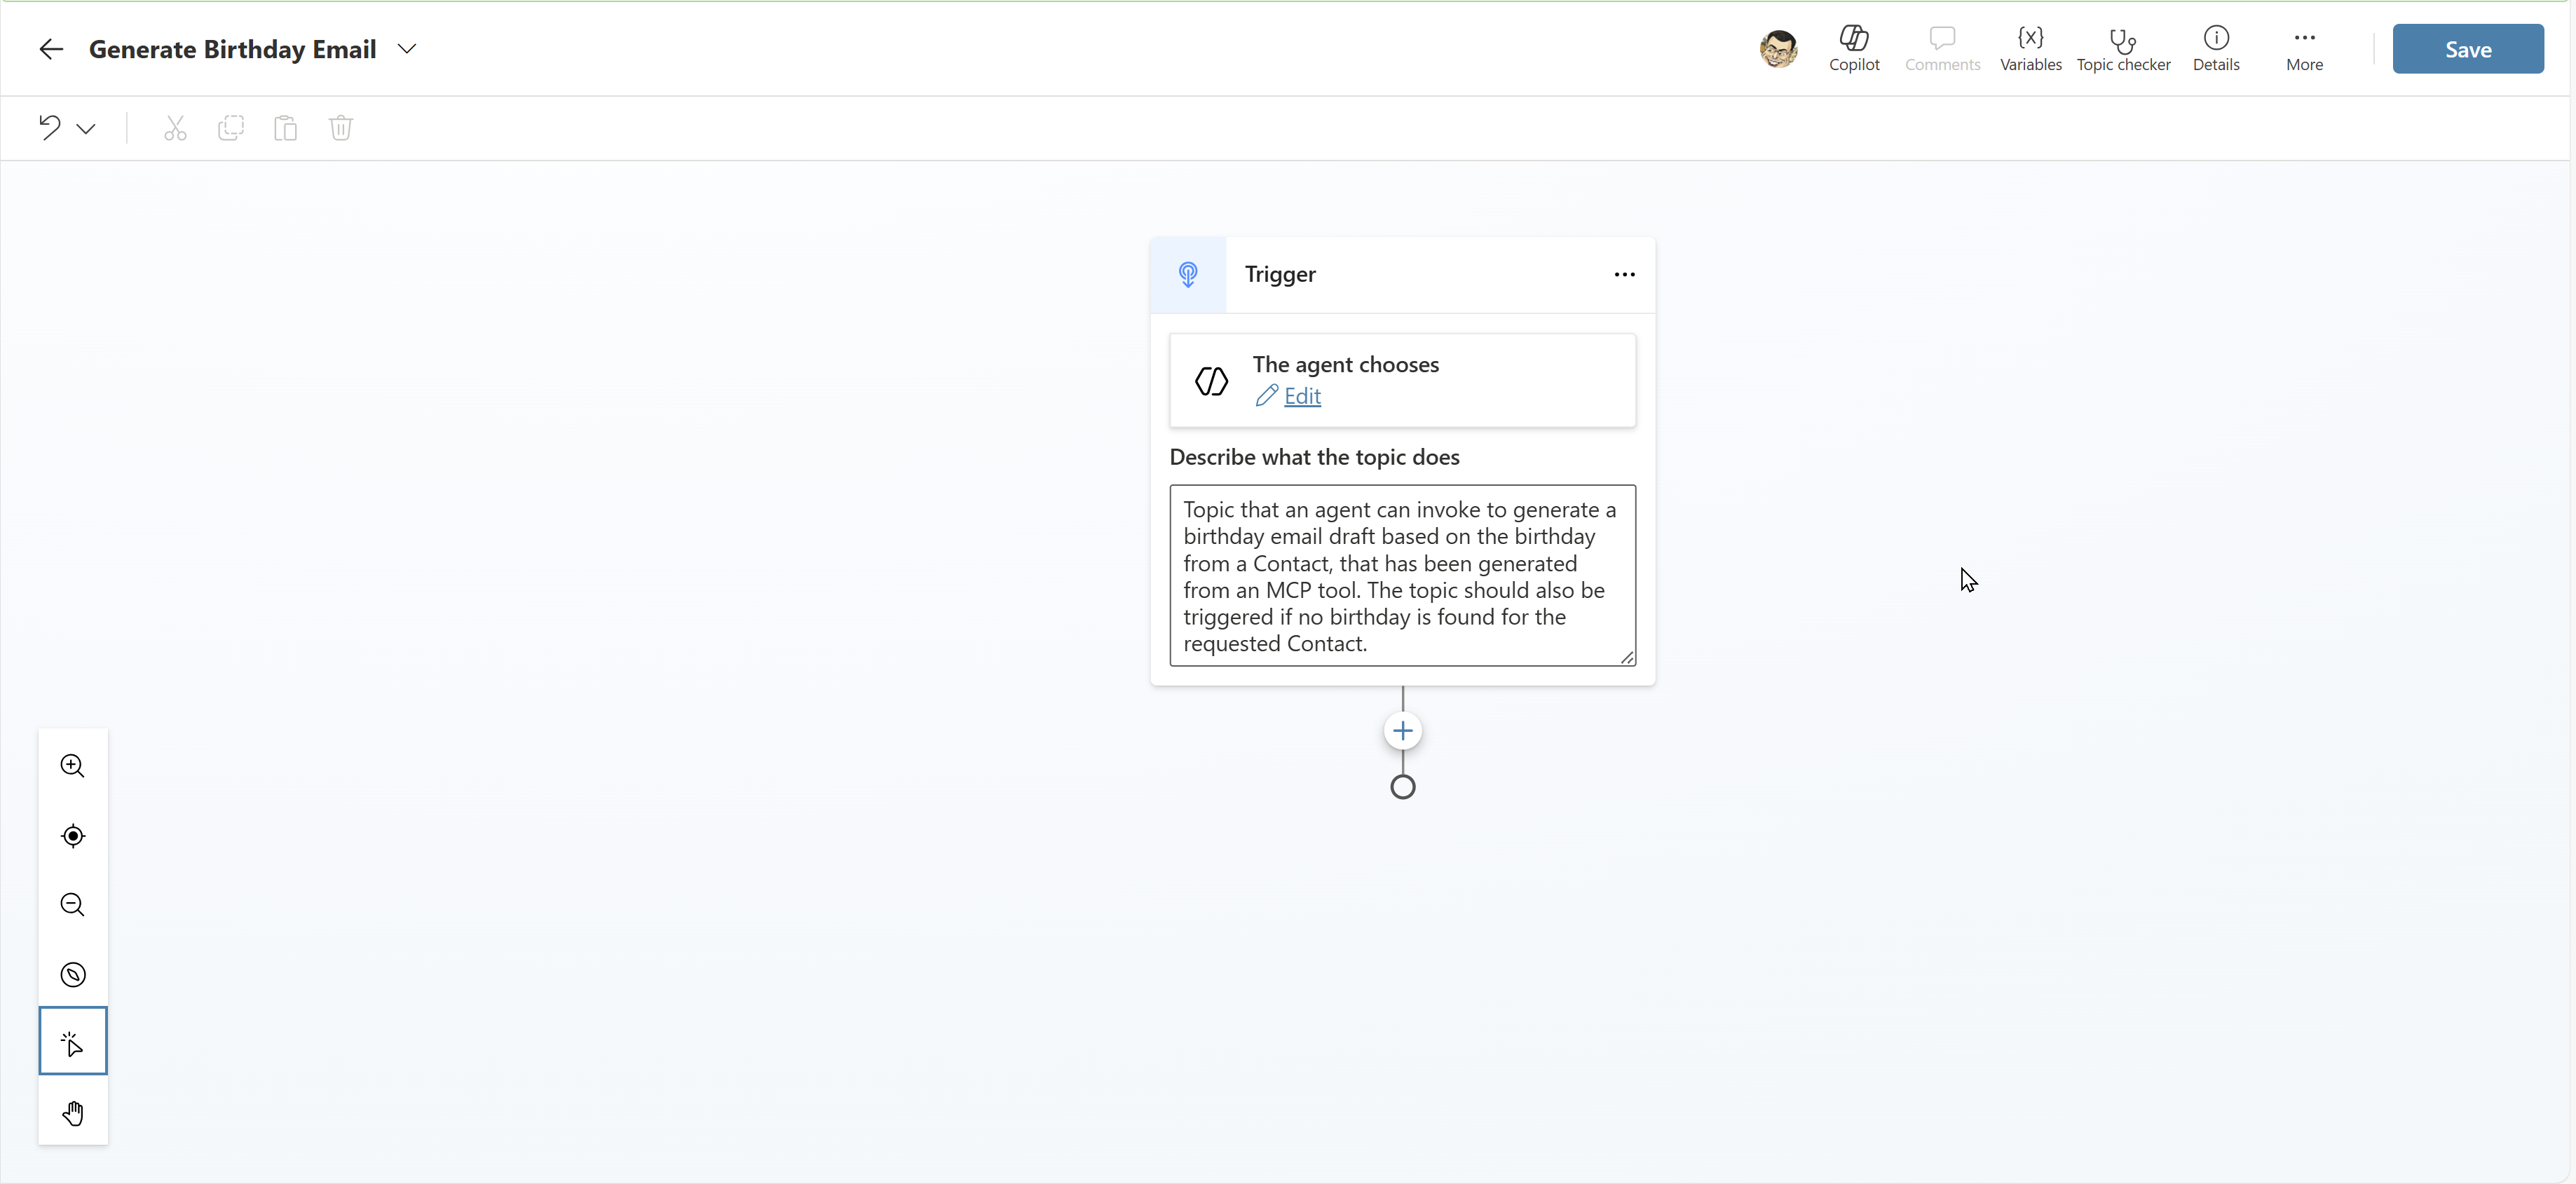 Generate Birthday Email
Copilot
Comments
{x}
Variables
Topic checker
Details
More
Save
Trigger
The agent chooses
Edit
Describe what the topic does
Topic that an agent can invoke to generate a
birthday email draft based on the birthday
from a Contact, that has been generated
from an MCP tool. The topic should also be
triggered if no birthday is found for the
requested Contact.